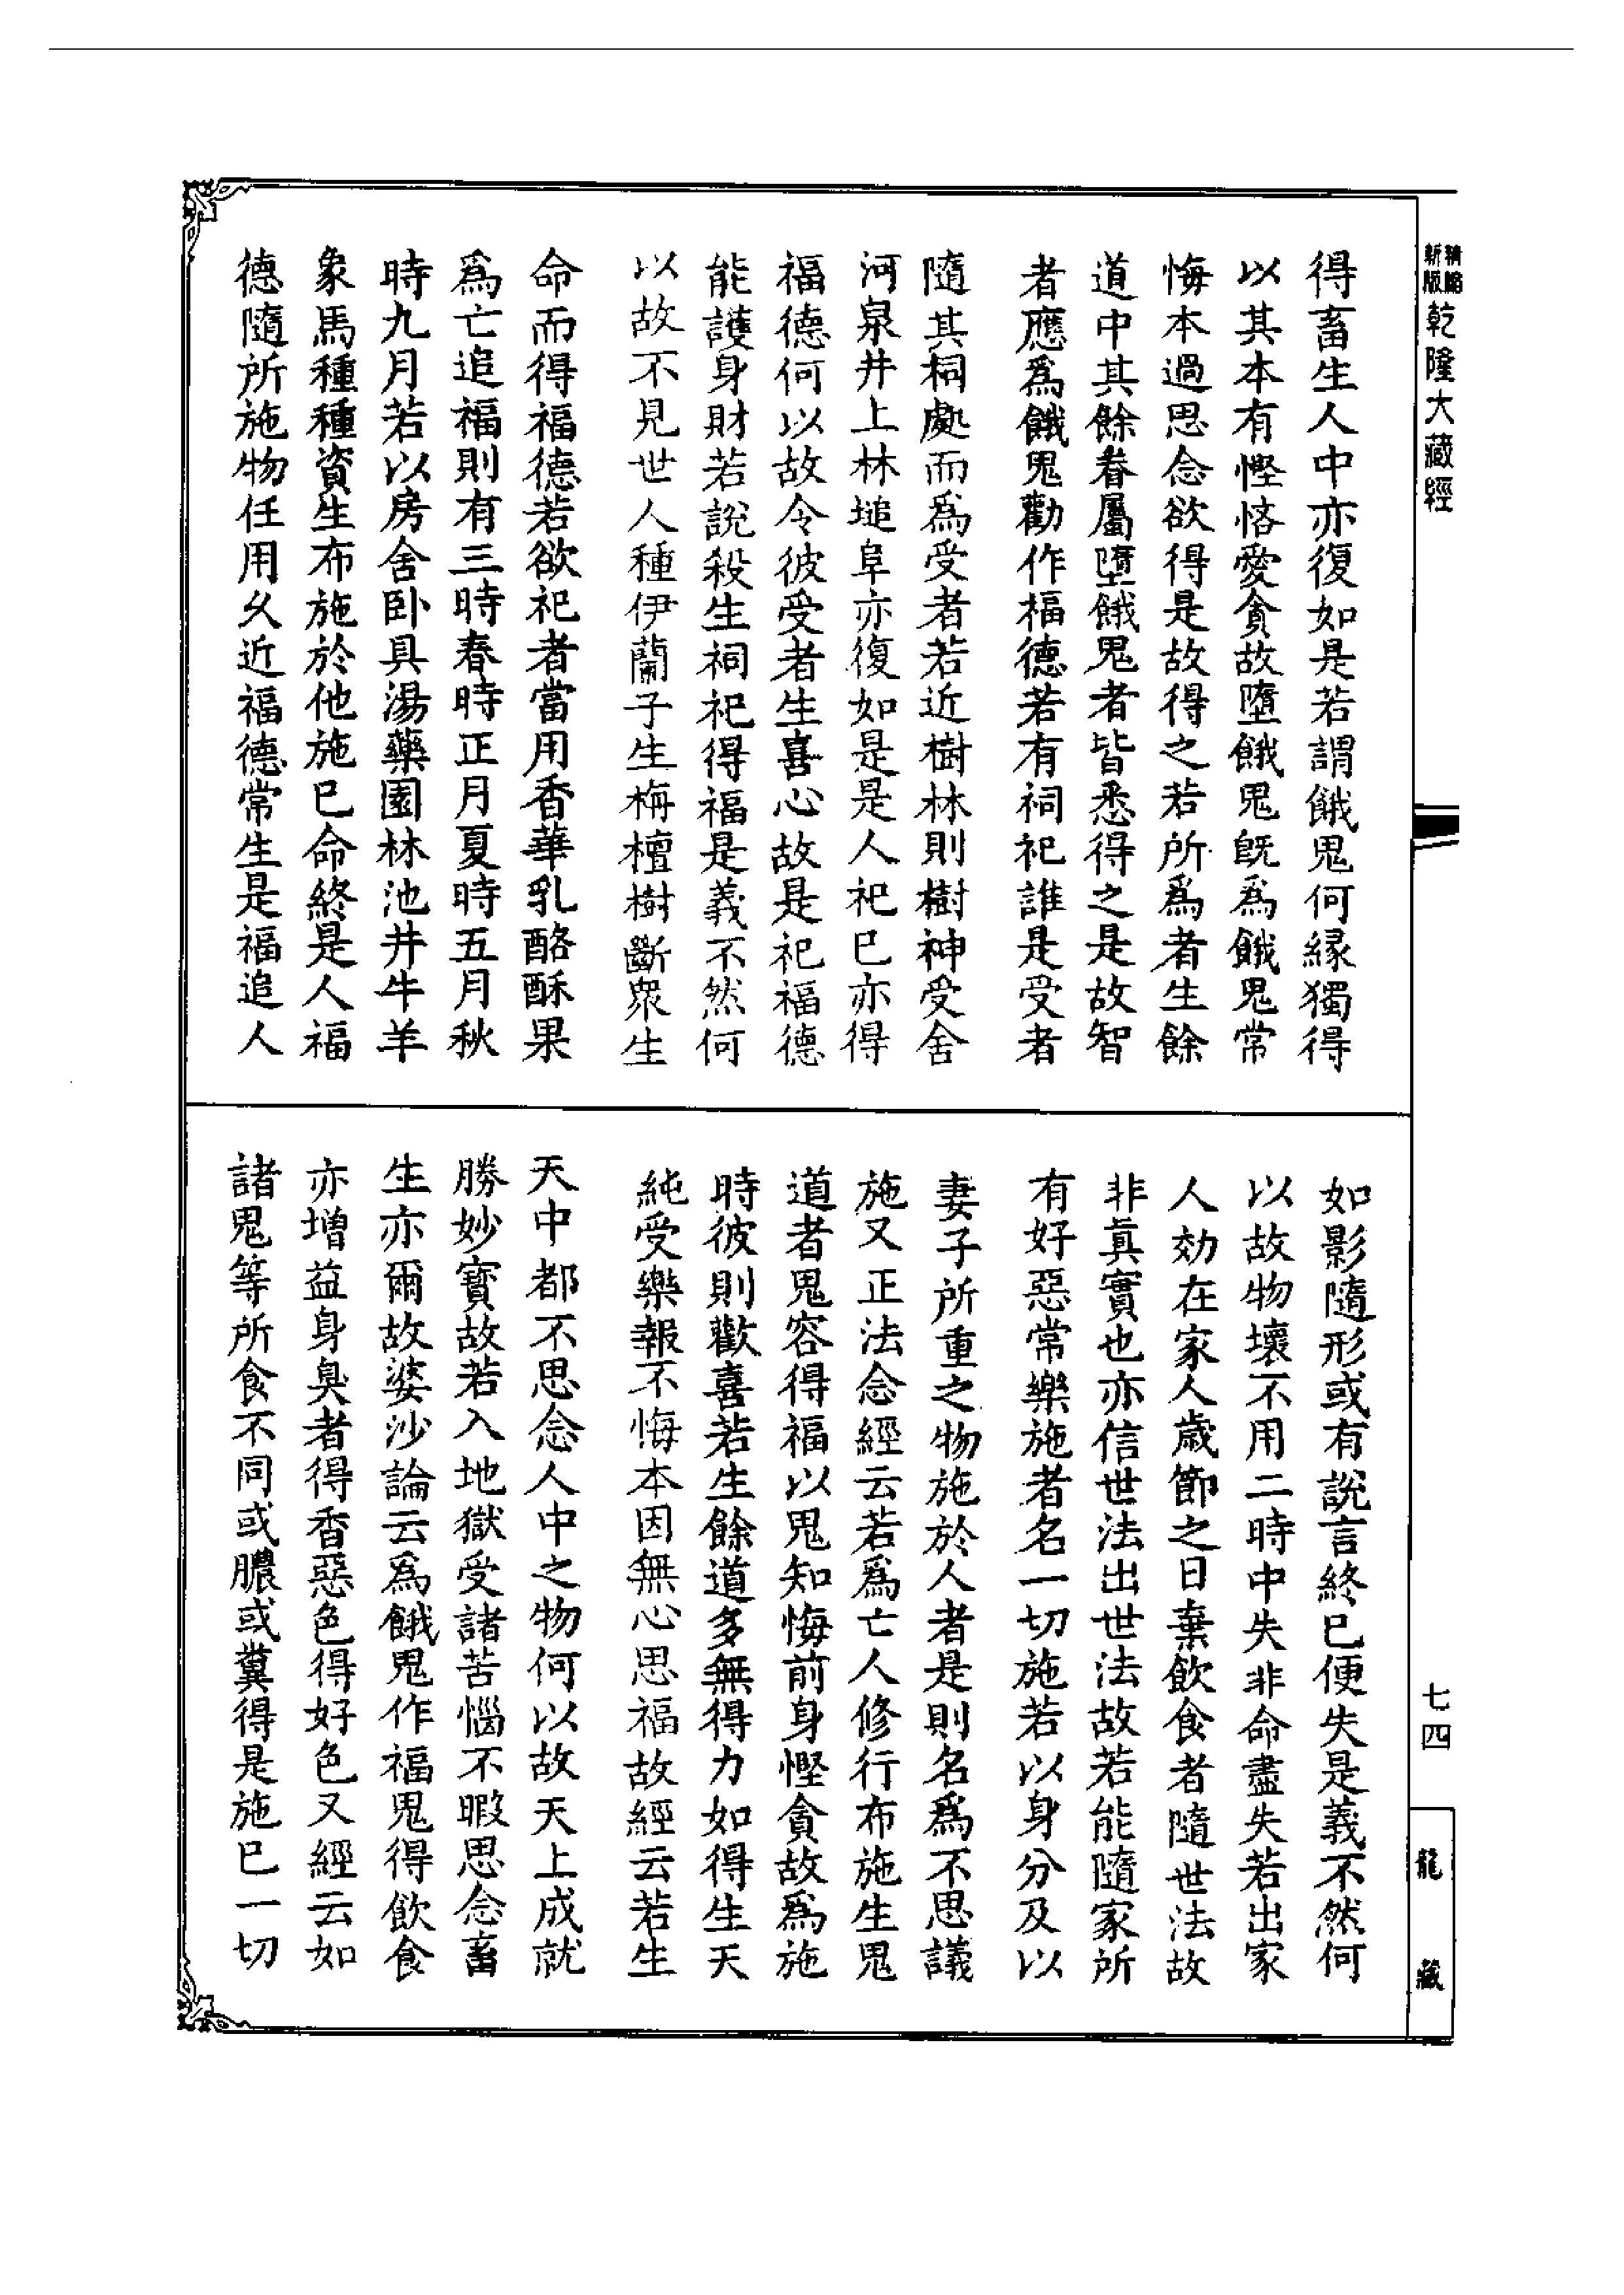 精縮
新版
乾隆大藏經
得畜生人中亦復如是若謂餓鬼何縁獨得
以其本有慳悋愛貪故墮餓鬼旣爲餓鬼常
悔本過思念欲得是故得之若所爲者生餘
道中其餘眷屬墮餓鬼者皆悉得之是故智
者應爲餓鬼勸作福德若有祠祀誰是受者
隨其祠處而爲受者若近樹林則樹神受舍
河泉井上林塠阜亦復如是是人祀已亦得
福德何以故令彼受者生喜心故是祀福德
能護身財若說殺生祠祀得福是義不然何
以故不見世人種伊蘭子生栴檀樹斷衆生
命而得福德若欲祀者當用香華乳酪酥果
爲亡追福則有三時春時正月夏時五月秋
時九月若以房舍卧具湯藥園林池井牛羊
象馬種種資生布施於他施已命終是人福
德隨所施物任用久近福德常生是福追人
如影隨形或有說言終已便失是義不然何
以故物壞不用二時中失非命盡失若出家
人効在家人歲節之日棄飲食者隨世法故
非眞實也亦信世法出世法故若能隨家所
有好惡常樂施者名一切施若以身分及以
妻子所重之物施於人者是則名爲不思議
施又正法念經云若爲亡人修行布施生鬼
道者鬼容得福以鬼知悔前身慳貪故爲施
時彼則歡喜若生餘道多無得力如得生天
純受樂報不悔本因無心思福故經云若生
天中都不思念人中之物何以故天上成就
勝妙寳故若入地獄受諸苦惱不暇思念畜
生亦爾故婆沙論云爲餓鬼作福鬼得飲食
亦增益身臭者得香惡色得好色又經云如
諸鬼等所食不同或膿或糞得是施已一切
七四
龍藏